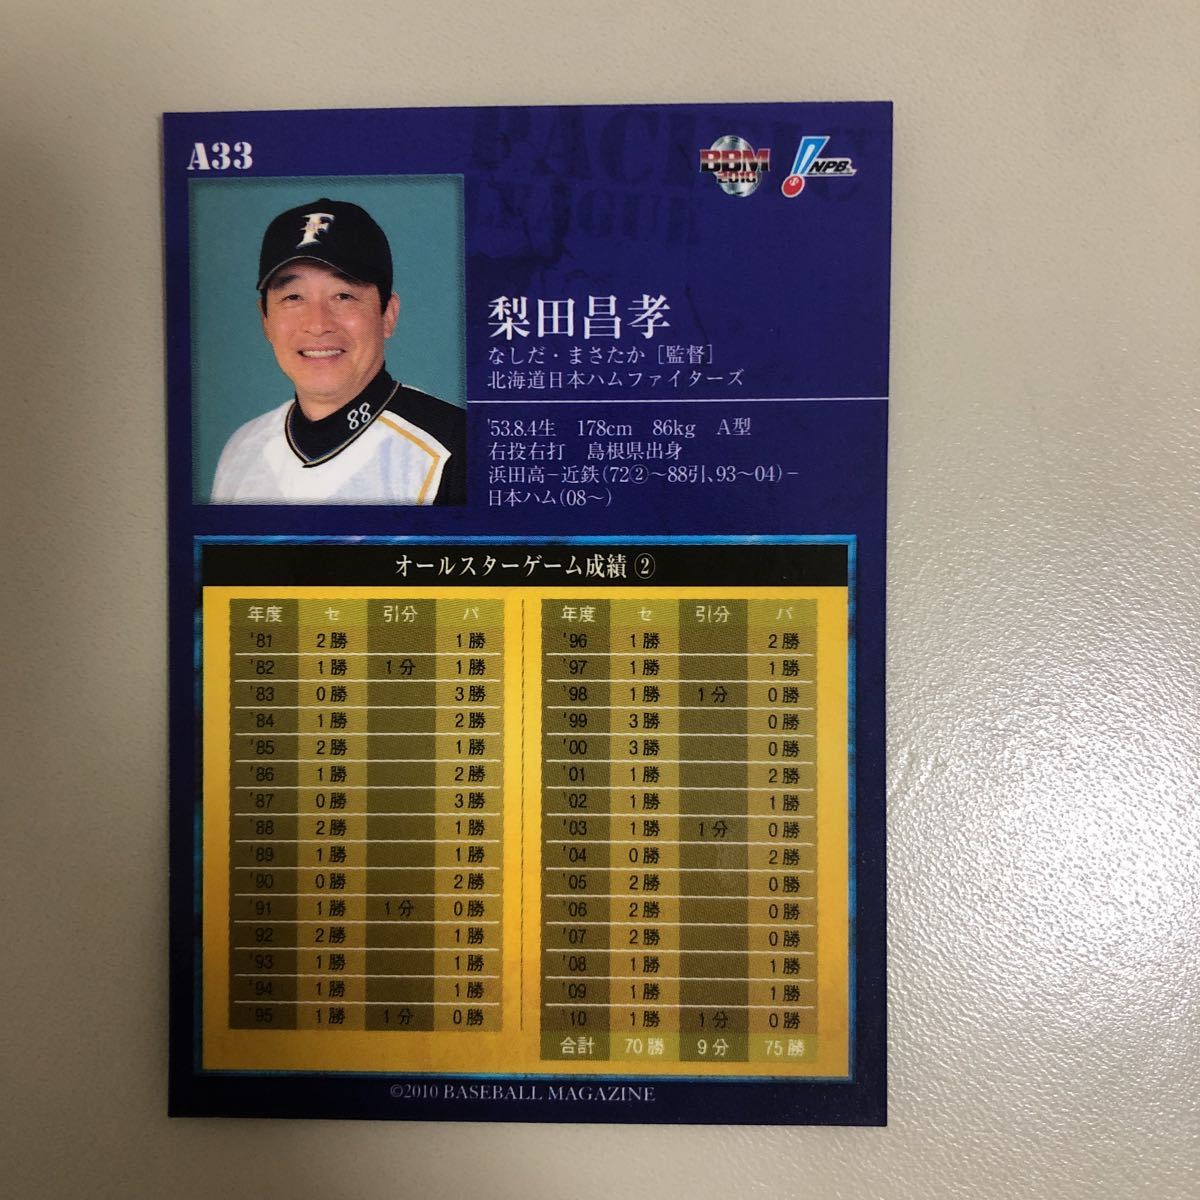 A33
PACIFIC
LEAGUE
BBM
2010
NPB
F
88
梨田昌孝
なしだ・まさたか［監督］
北海道日本ハムファイターズ
'53.8.4生 178cm 86kg A型
右投右打 島根県出身
浜田高−近鉄(72②〜88引、93〜04)−
日本ハム(08〜)
オールスターゲーム成績②
年度 セ 引分 パ
'81 2勝 1勝
'82 1勝 1分 1勝
'83 0勝 3勝
'84 1勝 2勝
'85 2勝 1勝
'86 1勝 2勝
'87 0勝 3勝
'88 2勝 1勝
'89 1勝 1勝
'90 0勝 2勝
'91 1勝 1分 0勝
'92 2勝 1勝
'93 1勝 1勝
'94 1勝 1勝
'95 1勝 1分 0勝
年度 セ 引分 パ
'96 1勝 2勝
'97 1勝 1勝
'98 1勝 1分 0勝
'99 3勝 0勝
'00 3勝 0勝
'01 1勝 2勝
'02 1勝 1勝
'03 1勝 1分 0勝
'04 0勝 2勝
'05 2勝 0勝
'06 2勝 0勝
'07 2勝 0勝
'08 1勝 1勝
'09 1勝 1勝
'10 1勝 1分 0勝
合計 70勝 9分 75勝
©2010 BASEBALL MAGAZINE